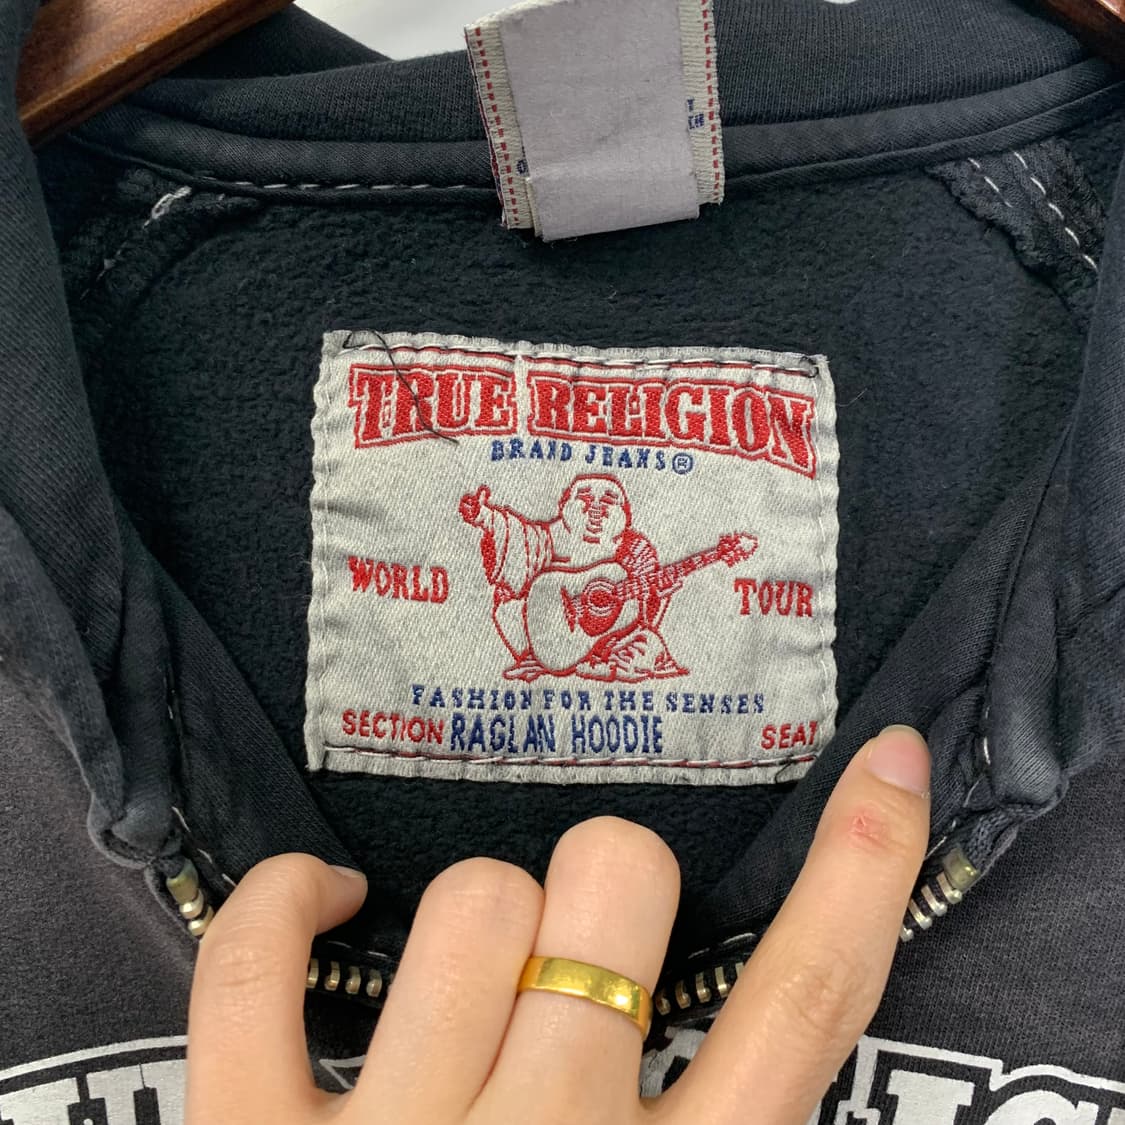 TRUE RELIGION
BRAND JEANS®
WORLD TOUR
FASHION FOR THE SENSES
SECTION RAGLAN HOODIE SEAT